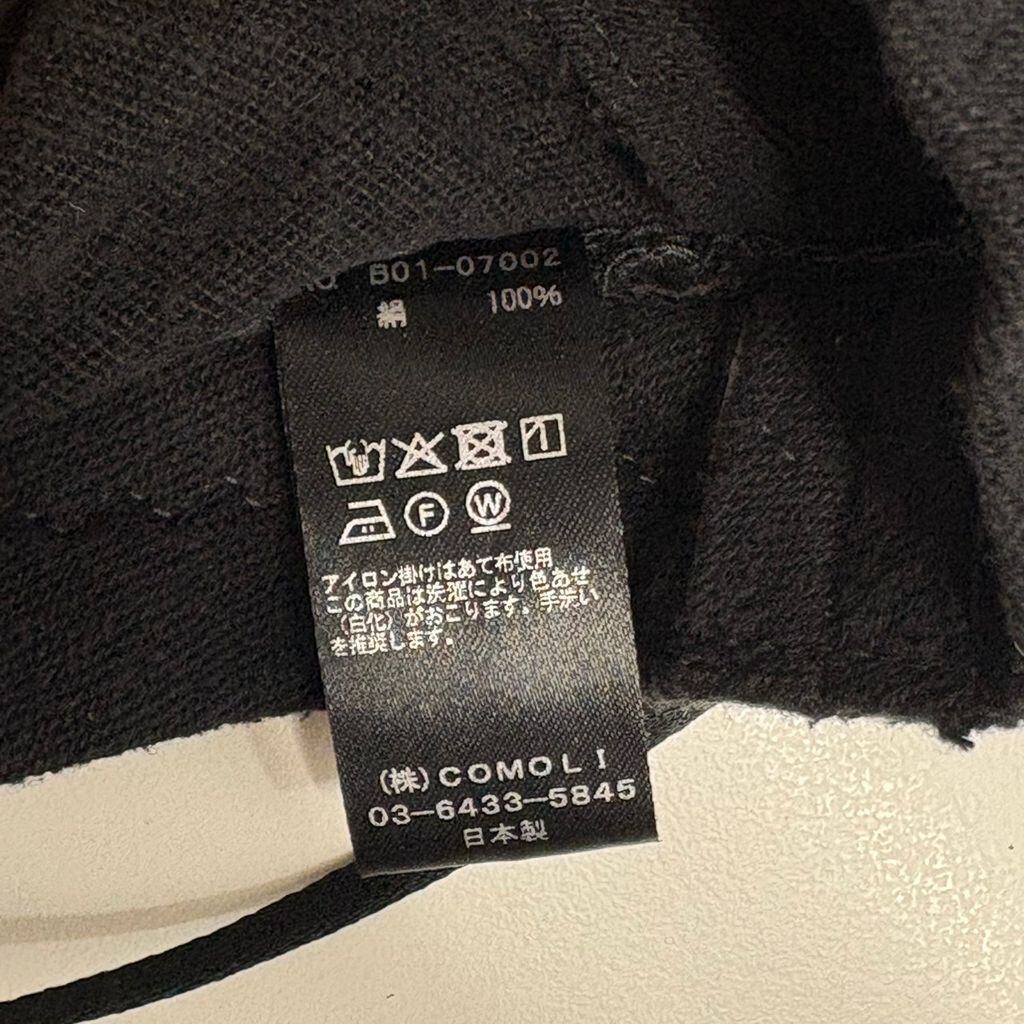 B01-07002
絹 100%
F W
アイロン掛けはあて布使用
この商品は洗濯により色あせ
(白化)がおこります。手洗い
を推奨します。
(株)COMOLI
03-6433-5845
日本製